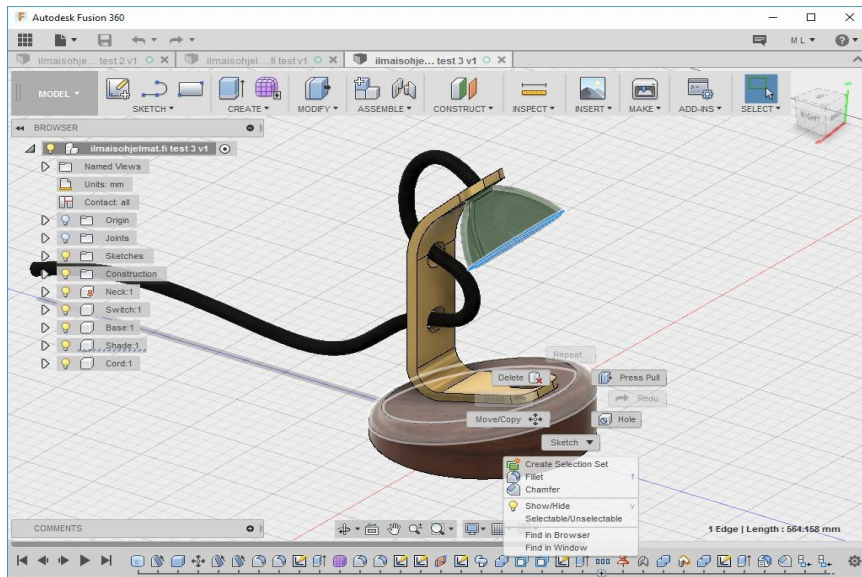 Autodesk Fusion 360
M L
ilmaisohje... test 2 v1
ilmaisohjel....fi test v1
ilmaisohje... test 3 v1
MODEL
SKETCH
CREATE
MODIFY
ASSEMBLE
CONSTRUCT
INSPECT
INSERT
MAKE
ADD-INS
SELECT
RIGHT
BROWSER
ilmaisohjelmat.fi test 3 v1
Named Views
Units: mm
Contact: all
Origin
Joints
Sketches
Construction
Neck:1
Switch:1
Base:1
Shade:1
Cord:1
Repeat...
Delete
Press Pull
Redo
Move/Copy
Hole
Sketch
Create Selection Set
Fillet f
Chamfer
Show/Hide v
Selectable/Unselectable
Find in Browser
Find in Window
COMMENTS
1 Edge | Length : 564.158 mm